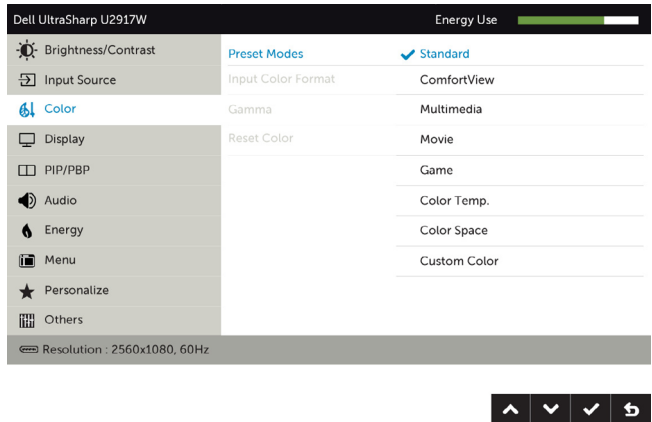 Dell UltraSharp U2917W
Energy Use
Brightness/Contrast
Input Source
Color
Display
PIP/PBP
Audio
Energy
Menu
Personalize
Others
Preset Modes
Input Color Format
Gamma
Reset Color
Standard
ComfortView
Multimedia
Movie
Game
Color Temp.
Color Space
Custom Color
Resolution : 2560x1080, 60Hz